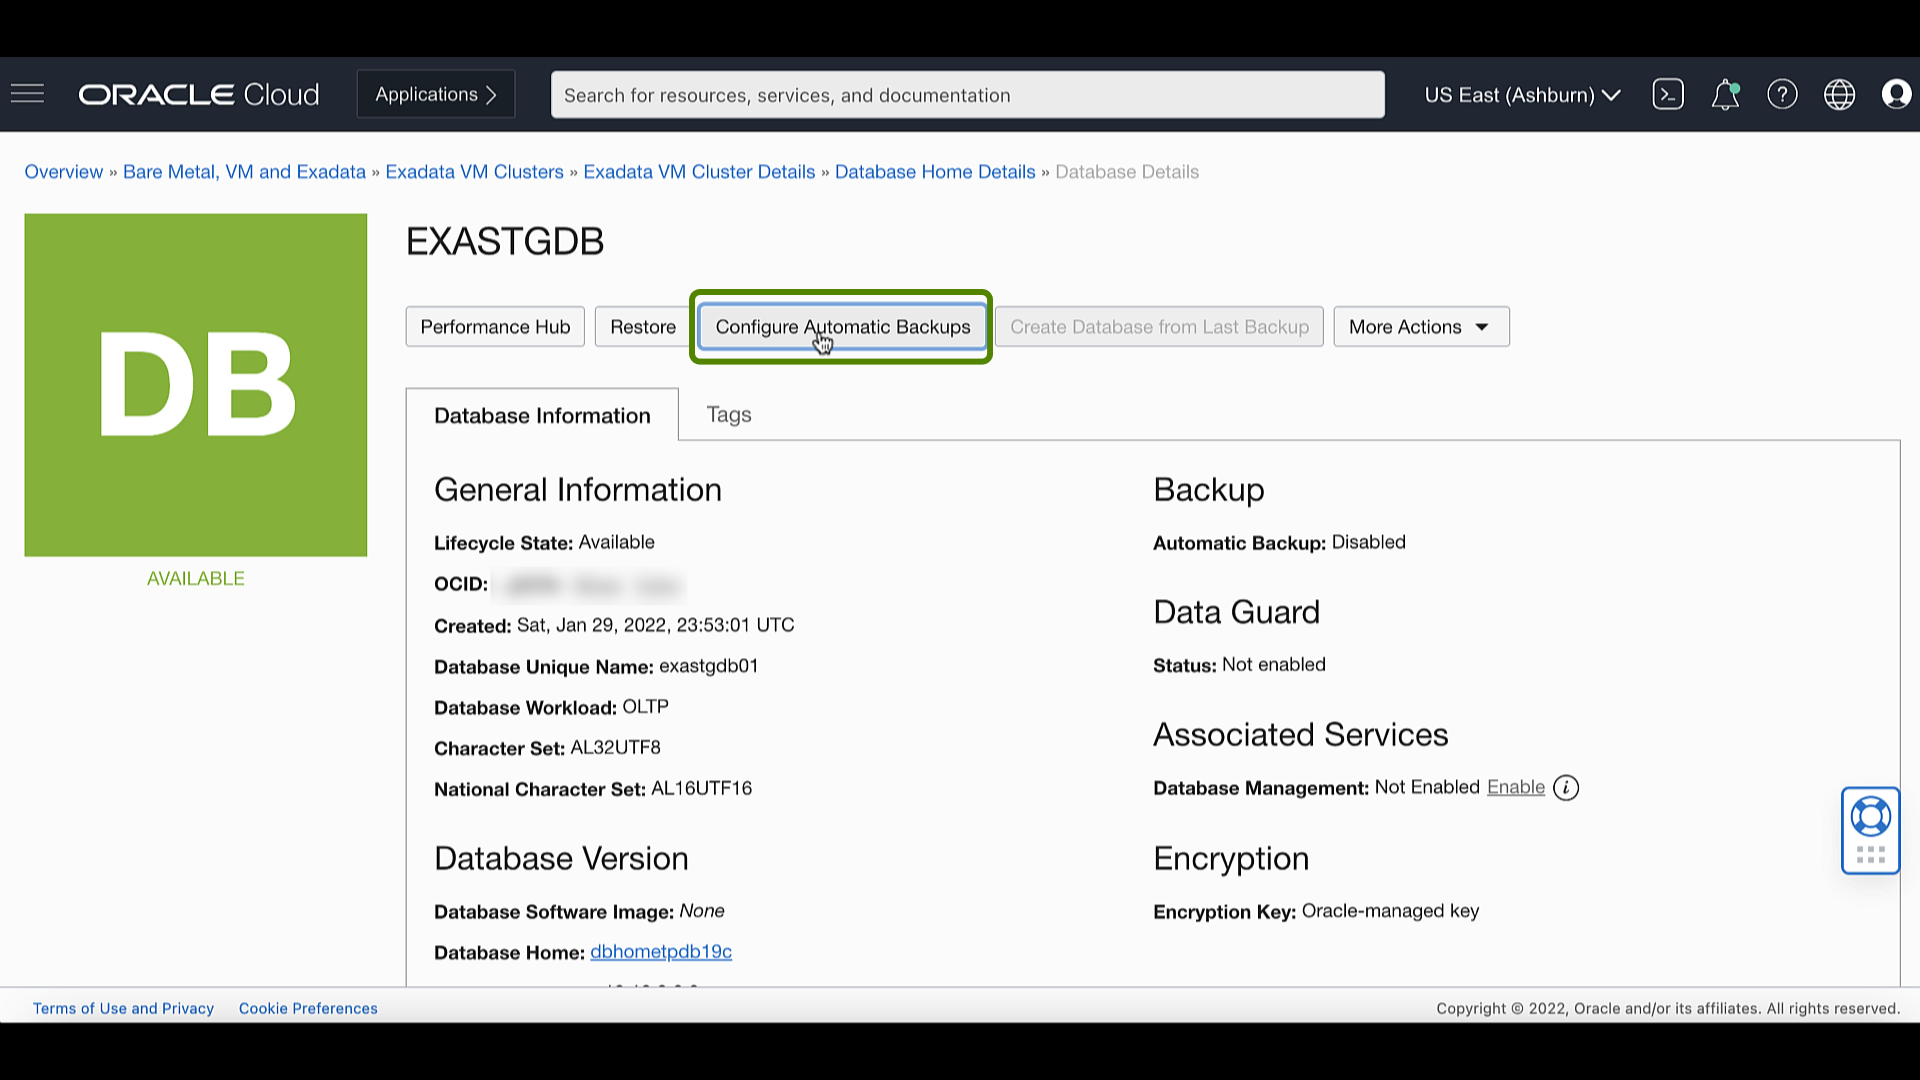 ORACLE Cloud
Applications
Search for resources, services, and documentation
US East (Ashburn)
Overview » Bare Metal, VM and Exadata » Exadata VM Clusters » Exadata VM Cluster Details » Database Home Details » Database Details
DB
AVAILABLE
EXASTGDB
Performance Hub
Restore
Configure Automatic Backups
Create Database from Last Backup
More Actions
Database Information
Tags
General Information
Lifecycle State: Available
OCID:
Created: Sat, Jan 29, 2022, 23:53:01 UTC
Database Unique Name: exastgdb01
Database Workload: OLTP
Character Set: AL32UTF8
National Character Set: AL16UTF16
Database Version
Database Software Image: None
Database Home: dbhometpdb19c
Backup
Automatic Backup: Disabled
Data Guard
Status: Not enabled
Associated Services
Database Management: Not Enabled Enable
Encryption
Encryption Key: Oracle-managed key
Terms of Use and Privacy
Cookie Preferences
Copyright © 2022, Oracle and/or its affiliates. All rights reserved.